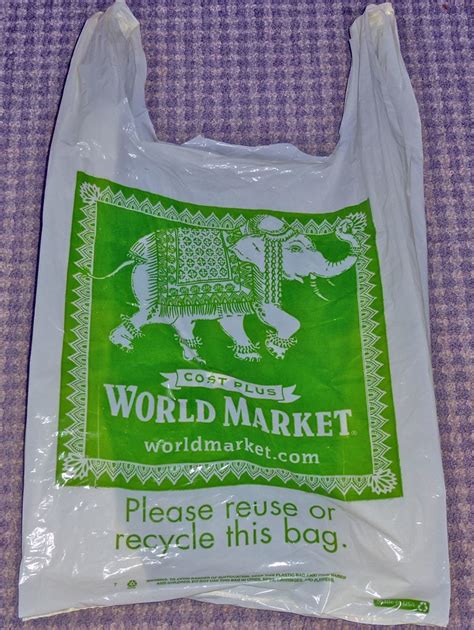 COST PLUS
WORLD MARKET
worldmarket.com
Please reuse or
recycle this bag.